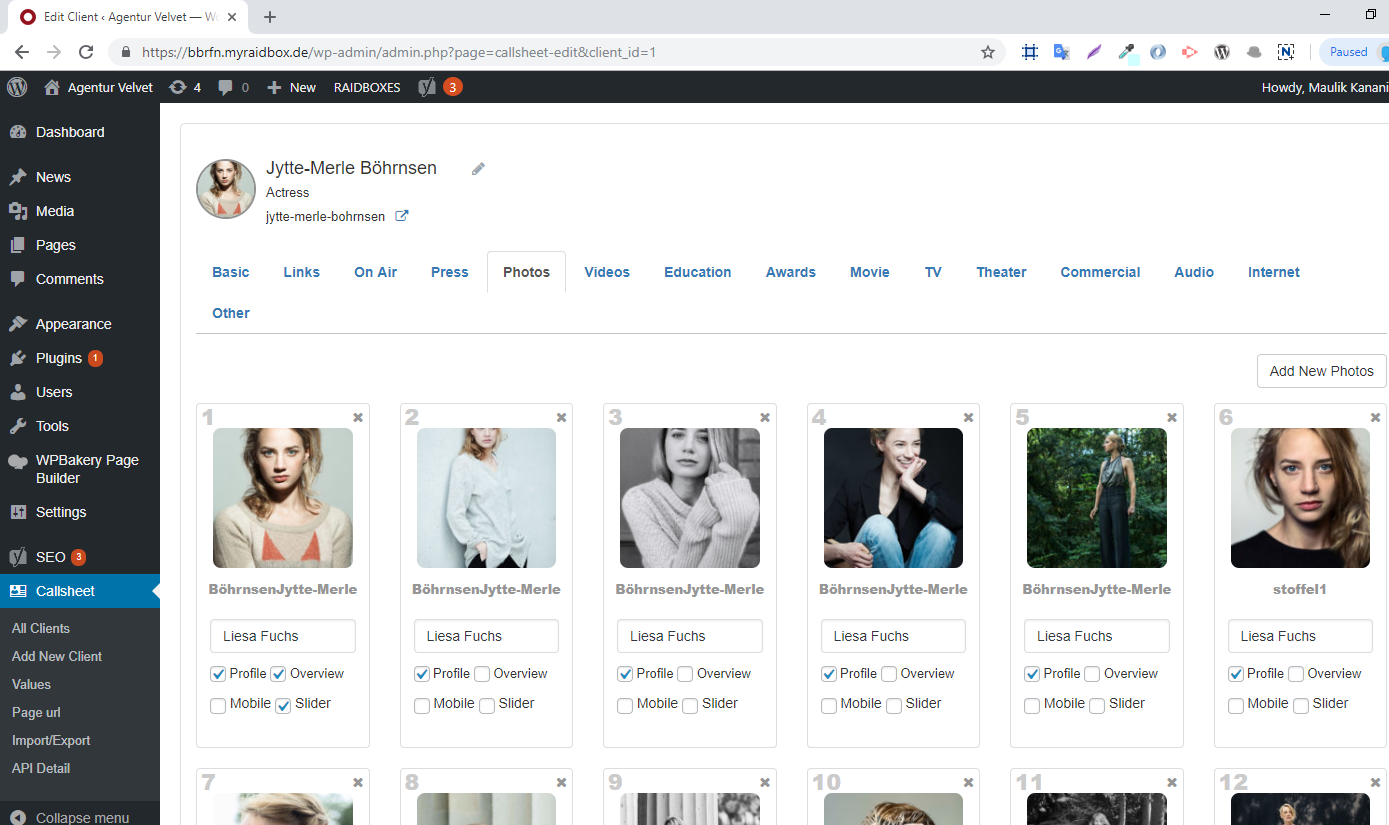 Edit Client ‹ Agentur Velvet — W
https://bbrfn.myraidbox.de/wp-admin/admin.php?page=callsheet-edit&client_id=1
Paused
Agentur Velvet 4 0 New RAIDBOXES 3
Howdy, Maulik Kanani
Dashboard
News
Media
Pages
Comments
Appearance
Plugins 1
Users
Tools
WPBakery Page
Builder
Settings
SEO 3
Callsheet
All Clients
Add New Client
Values
Page url
Import/Export
API Detail
Collapse menu
Jytte-Merle Böhrnsen
Actress
jytte-merle-bohrnsen
Basic Links On Air Press Photos Videos Education Awards Movie TV Theater Commercial Audio Internet
Other
Add New Photos
1 2 3 4 5 6
BöhrnsenJytte-Merle BöhrnsenJytte-Merle BöhrnsenJytte-Merle BöhrnsenJytte-Merle BöhrnsenJytte-Merle stoffel1
Liesa Fuchs Liesa Fuchs Liesa Fuchs Liesa Fuchs Liesa Fuchs Liesa Fuchs
Profile Overview Profile Overview Profile Overview Profile Overview Profile Overview Profile Overview
Mobile Slider Mobile Slider Mobile Slider Mobile Slider Mobile Slider Mobile Slider
7 8 9 10 11 12